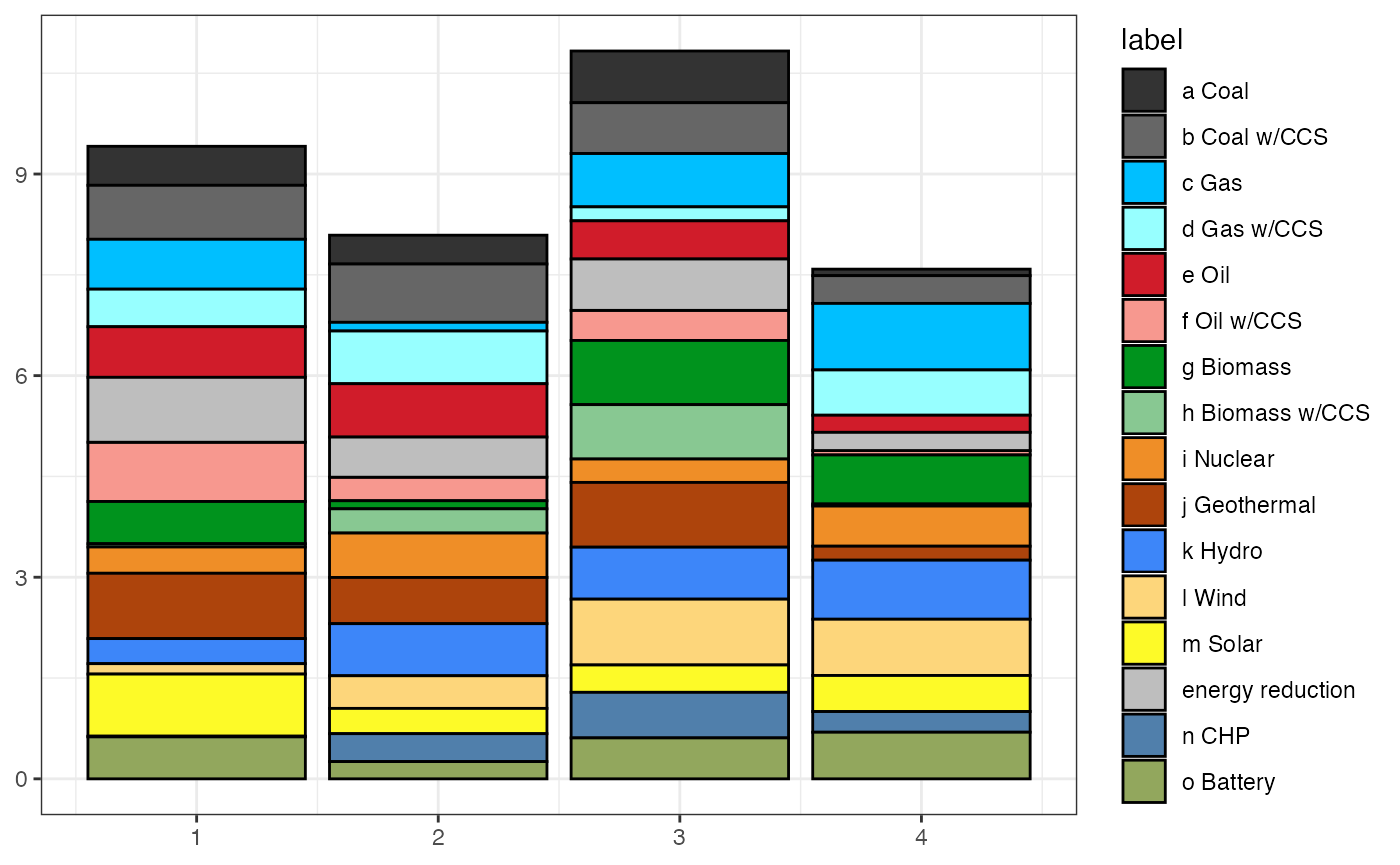 label
a Coal
b Coal w/CCS
c Gas
d Gas w/CCS
e Oil
f Oil w/CCS
g Biomass
h Biomass w/CCS
i Nuclear
j Geothermal
k Hydro
l Wind
m Solar
energy reduction
n CHP
o Battery
9
6
3
0
1 2 3 4